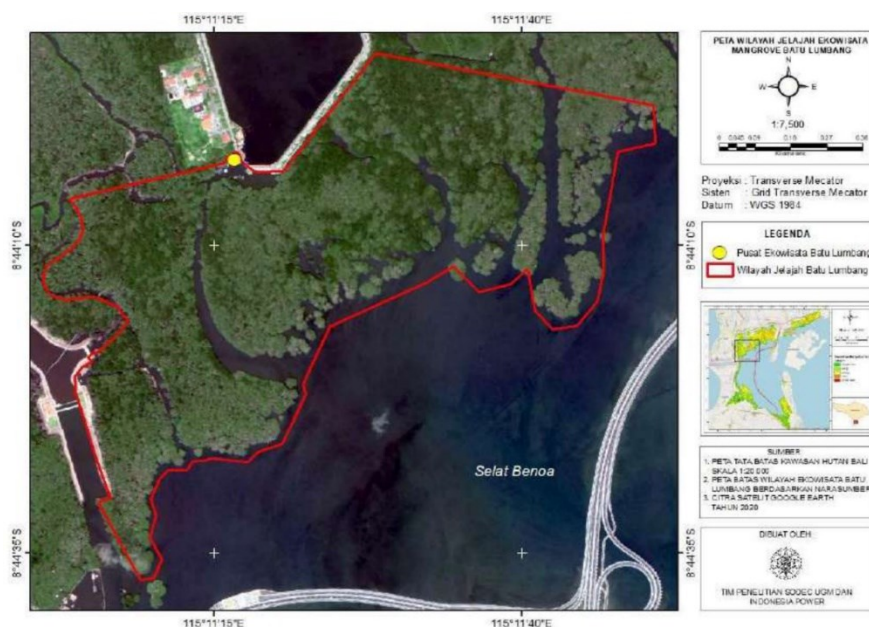 115°11'15"E
115°11'40"E
8°44'10"S
8°44'35"S
Selat Benoa
8°44'10"S
8°44'35"S
115°11'15"E
115°11'40"E
PETA WILAYAH JELAJAH EKOWISATA
MANGROVE BATU LUMBANG
N
W
E
S
1:7,500
Proyeksi : Transverse Mecator
Sisten : Grid Transverse Mecator
Datum : WGS 1984
LEGENDA
Pusat Ekowisata Batu Lumbang
Wilayah Jelajah Batu Lumbang
SUMBER:
1. PETA TATA BATAS KAWASAN HUTAN BALI
SKALA 1:20 000
2. PETA BATAS WILAYAH EKOWISATA BATU
LUMBANG BERDASARKAN NARASUMBER
3. CITRA SATELIT GOOGLE EARTH
TAHUN 2020
DIBUAT OLEH:
TIM PENELITIAN SODEC UGM DAN
INDONESIA POWER